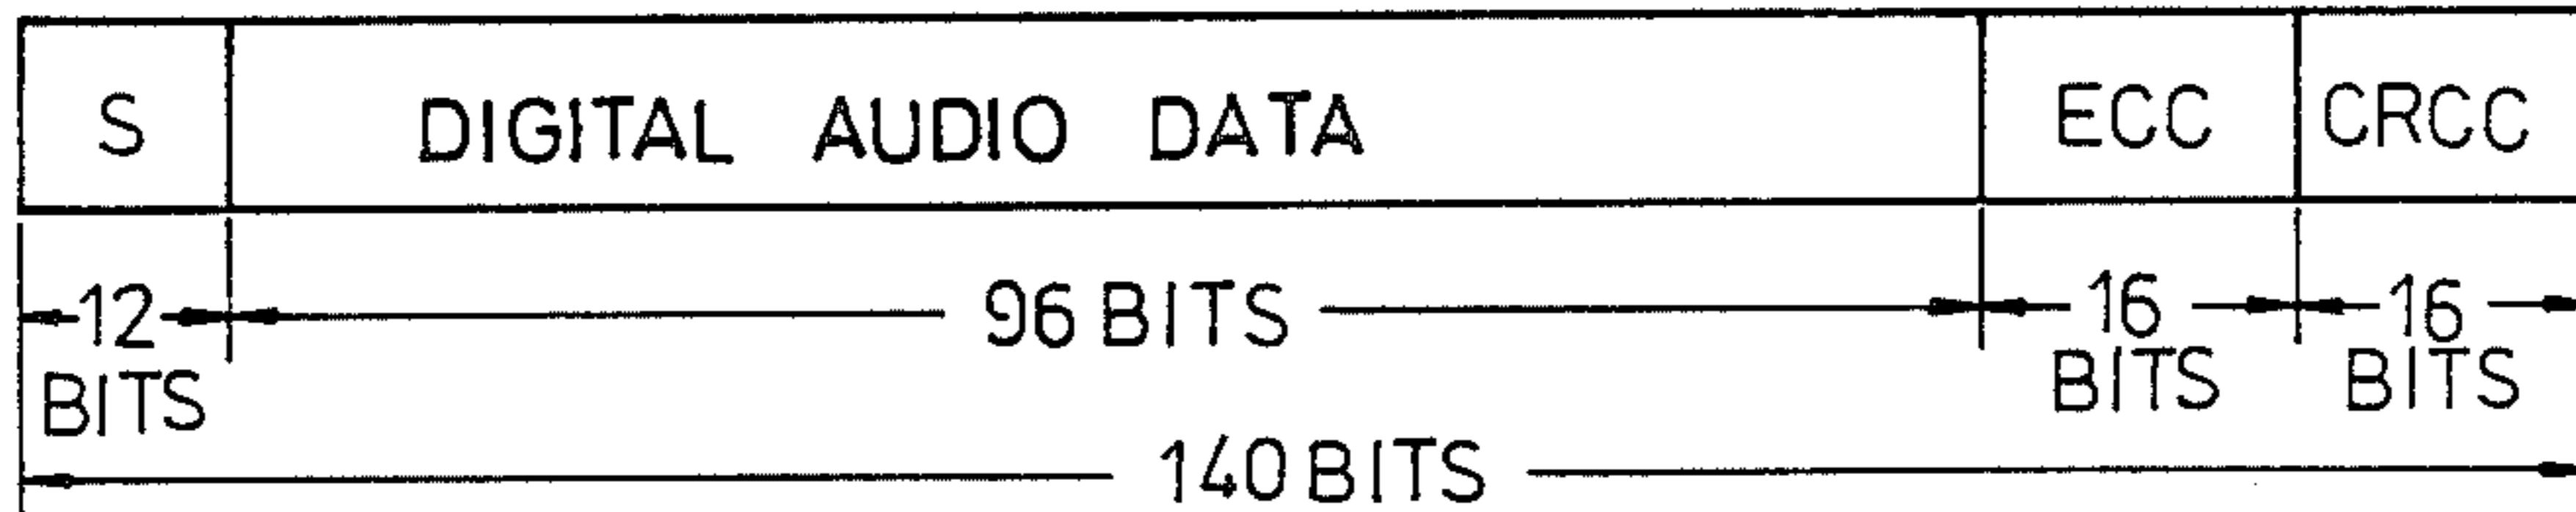 S DIGITAL AUDIO DATA ECC CRCC
12 BITS 96 BITS 16 BITS 16 BITS
140 BITS